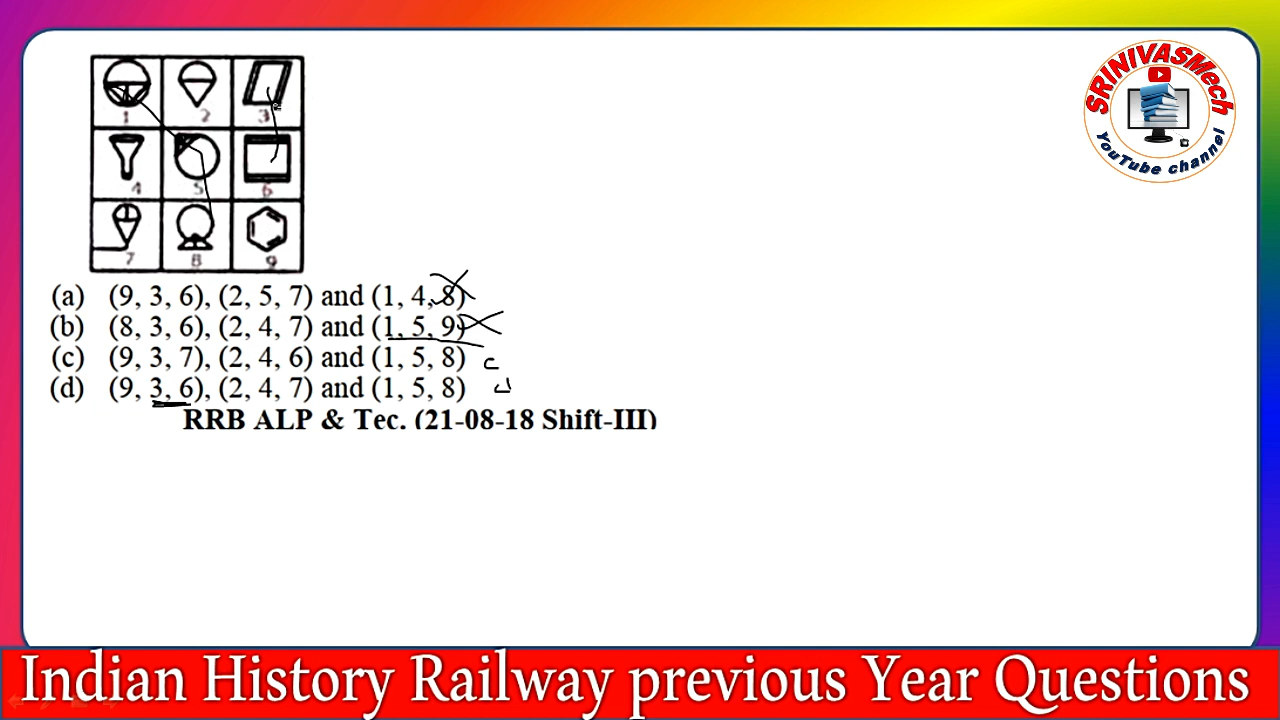 SRINIVASMech
YouTube channel
1 2 3
4 5 6
7 8 9
(a) (9, 3, 6), (2, 5, 7) and (1, 4, 8)
(b) (8, 3, 6), (2, 4, 7) and (1, 5, 9)
(c) (9, 3, 7), (2, 4, 6) and (1, 5, 8)
(d) (9, 3, 6), (2, 4, 7) and (1, 5, 8)
RRB ALP & Tec. (21-08-18 Shift-III)
Indian History Railway previous Year Questions